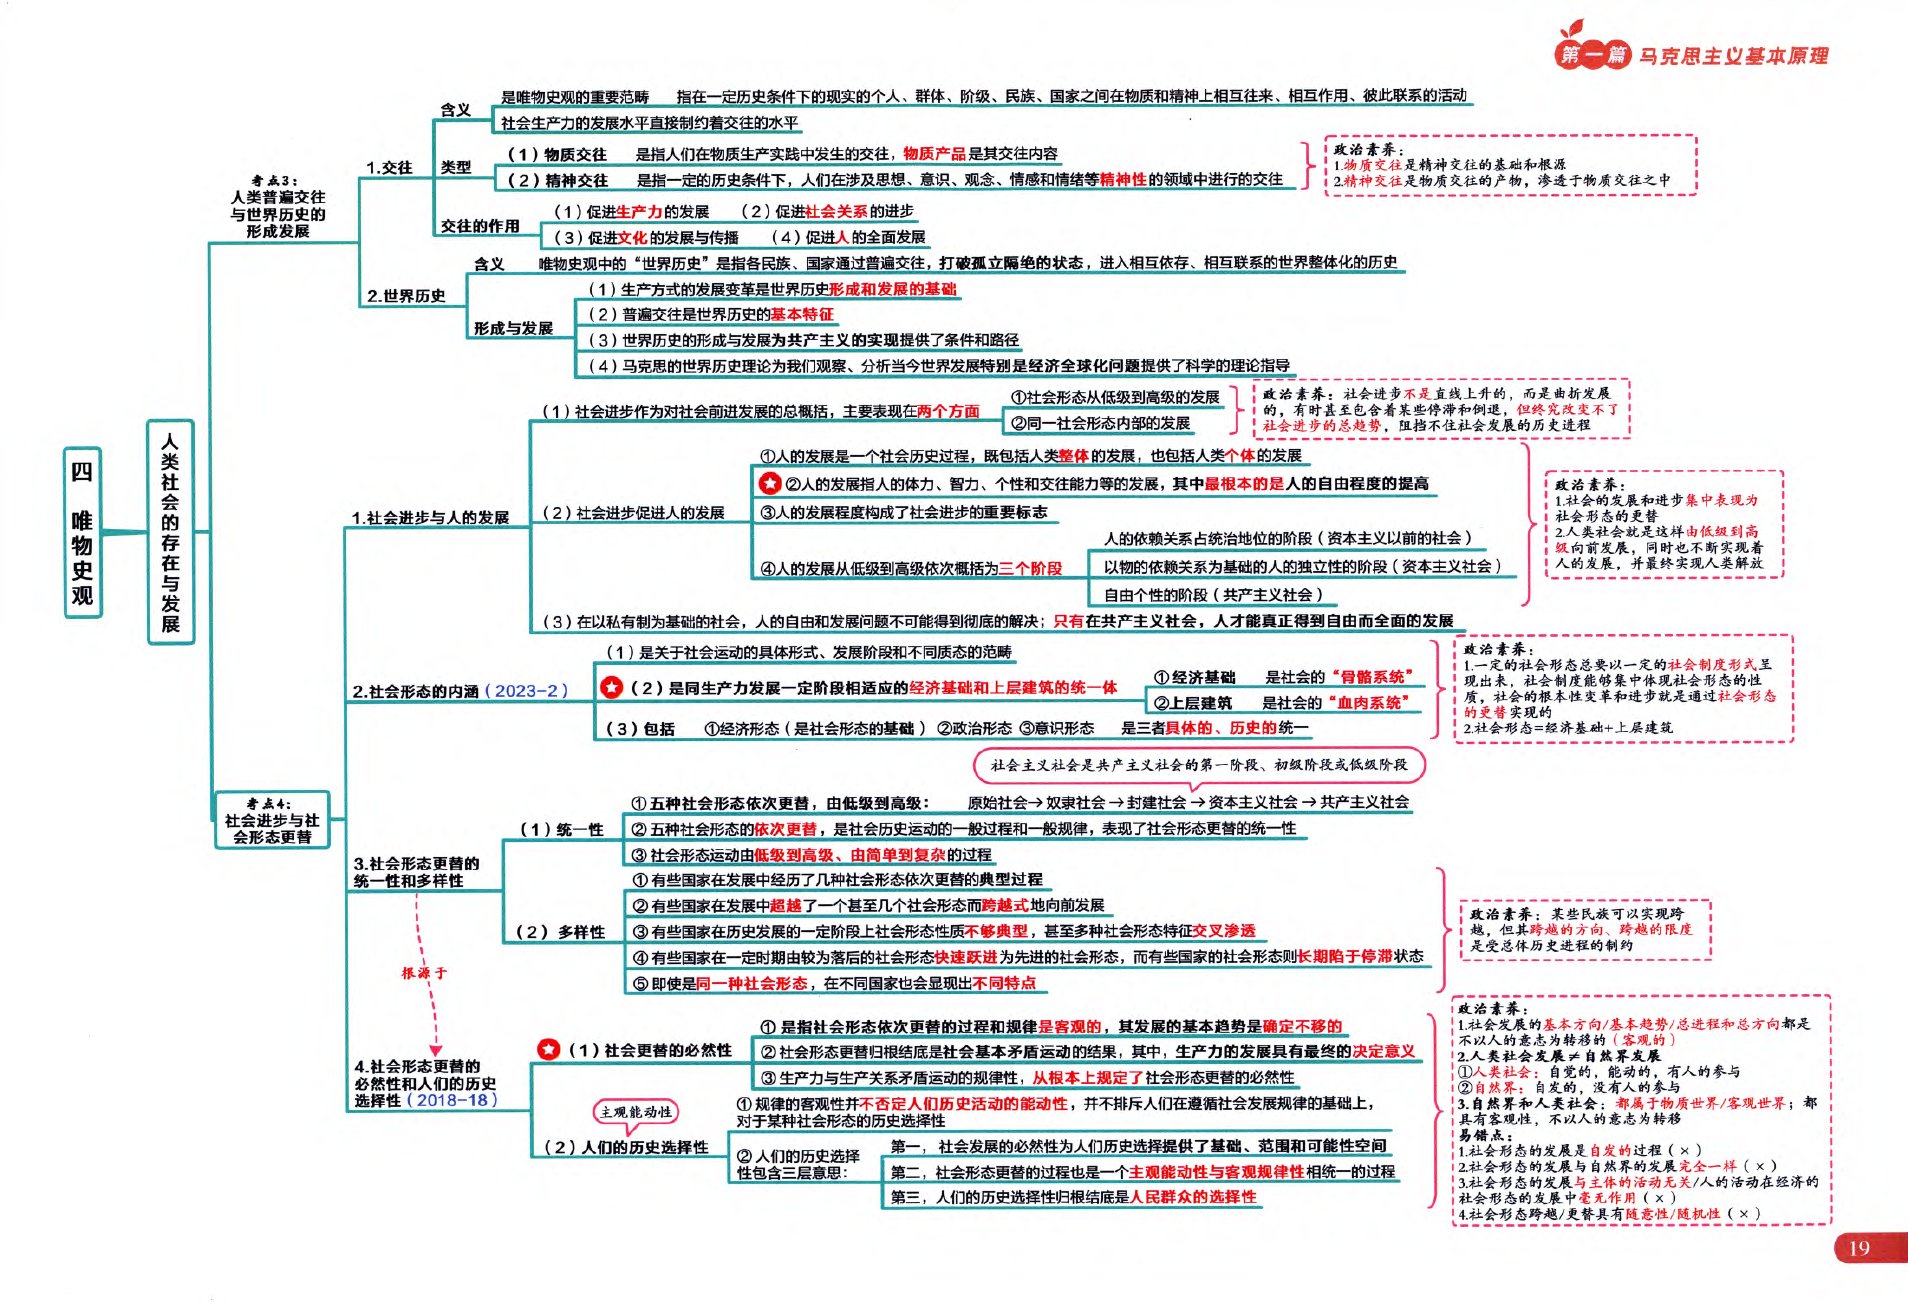 第一篇 马克思主义基本原理
四 唯物史观
人类社会的存在与发展
考点3：
人类普遍交往
与世界历史的
形成发展
1.交往
含义
是唯物史观的重要范畴 指在一定历史条件下的现实的个人、群体、阶级、民族、国家之间在物质和精神上相互往来、相互作用、彼此联系的活动
社会生产力的发展水平直接制约着交往的水平
类型
（1）物质交往 是指人们在物质生产实践中发生的交往，物质产品是其交往内容
（2）精神交往 是指一定的历史条件下，人们在涉及思想、意识、观念、情感和情绪等精神性的领域中进行的交往
政治素养：
1.物质交往是精神交往的基础和根源
2.精神交往是物质交往的产物，渗透于物质交往之中
交往的作用
（1）促进生产力的发展 （2）促进社会关系的进步
（3）促进文化的发展与传播 （4）促进人的全面发展
2.世界历史
含义 唯物史观中的“世界历史”是指各民族、国家通过普遍交往，打破孤立隔绝的状态，进入相互依存、相互联系的世界整体化的历史
形成与发展
（1）生产方式的发展变革是世界历史形成和发展的基础
（2）普遍交往是世界历史的基本特征
（3）世界历史的形成与发展为共产主义的实现提供了条件和路径
（4）马克思的世界历史理论为我们观察、分析当今世界发展特别是经济全球化问题提供了科学的理论指导
考点4：
社会进步与社
会形态更替
1.社会进步与人的发展
（1）社会进步作为对社会前进发展的总概括，主要表现在两个方面
①社会形态从低级到高级的发展
②同一社会形态内部的发展
政治素养：社会进步不是直线上升的，而是曲折发展
的，有时甚至包含着某些停滞和倒退，但终究改变不了
社会进步的总趋势，阻挡不住社会发展的历史进程
（2）社会进步促进人的发展
①人的发展是一个社会历史过程，既包括人类整体的发展，也包括人类个体的发展
②人的发展指人的体力、智力、个性和交往能力等的发展，其中最根本的是人的自由程度的提高
③人的发展程度构成了社会进步的重要标志
④人的发展从低级到高级依次概括为三个阶段
人的依赖关系占统治地位的阶段（资本主义以前的社会）
以物的依赖关系为基础的人的独立性的阶段（资本主义社会）
自由个性的阶段（共产主义社会）
政治素养：
1.社会的发展和进步集中表现为
社会形态的更替
2.人类社会就是这样由低级到高
级向前发展，同时也不断实现着
人的发展，并最终实现人类解放
（3）在以私有制为基础的社会，人的自由和发展问题不可能得到彻底的解决；只有在共产主义社会，人才能真正得到自由而全面的发展
2.社会形态的内涵（2023-2）
（1）是关于社会运动的具体形式、发展阶段和不同质态的范畴
（2）是同生产力发展一定阶段相适应的经济基础和上层建筑的统一体
①经济基础 是社会的“骨骼系统”
②上层建筑 是社会的“血肉系统”
（3）包括 ①经济形态（是社会形态的基础） ②政治形态 ③意识形态 是三者具体的、历史的统一
政治素养：
1.一定的社会形态总要以一定的社会制度形式呈
现出来，社会制度能够集中体现社会形态的性
质，社会的根本性变革和进步就是通过社会形态
的更替实现的
2.社会形态=经济基础+上层建筑
社会主义社会是共产主义社会的第一阶段、初级阶段或低级阶段
3.社会形态更替的
统一性和多样性
（1）统一性
①五种社会形态依次更替，由低级到高级： 原始社会→奴隶社会→封建社会→资本主义社会→共产主义社会
②五种社会形态的依次更替，是社会历史运动的一般过程和一般规律，表现了社会形态更替的统一性
③社会形态运动由低级到高级、由简单到复杂的过程
（2）多样性
①有些国家在发展中经历了几种社会形态依次更替的典型过程
②有些国家在发展中超越了一个甚至几个社会形态而跨越式地向前发展
③有些国家在历史发展的一定阶段上社会形态性质不够典型，甚至多种社会形态特征交叉渗透
④有些国家在一定时期由较为落后的社会形态快速跃进为先进的社会形态，而有些国家的社会形态则长期陷于停滞状态
⑤即使是同一种社会形态，在不同国家也会显现出不同特点
政治素养：某些民族可以实现跨
越，但其跨越的方向、跨越的限度
是受总体历史进程的制约
根源于
4.社会形态更替的
必然性和人们的历史
选择性（2018-18）
（1）社会更替的必然性
①是指社会形态依次更替的过程和规律是客观的，其发展的基本趋势是确定不移的
②社会形态更替归根结底是社会基本矛盾运动的结果，其中，生产力的发展具有最终的决定意义
③生产力与生产关系矛盾运动的规律性，从根本上规定了社会形态更替的必然性
主观能动性
（2）人们的历史选择性
①规律的客观性并不否定人们历史活动的能动性，并不排斥人们在遵循社会发展规律的基础上，
对于某种社会形态的历史选择性
②人们的历史选择
性包含三层意思：
第一，社会发展的必然性为人们历史选择提供了基础、范围和可能性空间
第二，社会形态更替的过程也是一个主观能动性与客观规律性相统一的过程
第三，人们的历史选择性归根结底是人民群众的选择性
政治素养：
1.社会发展的基本方向/基本趋势/总进程和总方向都是
不以人的意志为转移的（客观的）
2.人类社会发展≠自然界发展
①人类社会：自觉的，能动的，有人的参与
②自然界：自发的，没有人的参与
3.自然界和人类社会：都属于物质世界/客观世界；都
具有客观性，不以人的意志为转移
易错点：
1.社会形态的发展是自发的过程（×）
2.社会形态的发展与自然界的发展完全一样（×）
3.社会形态的发展与主体的活动无关/人的活动在经济的
社会形态的发展中毫无作用（×）
4.社会形态跨越/更替具有随意性/随机性（×）
19